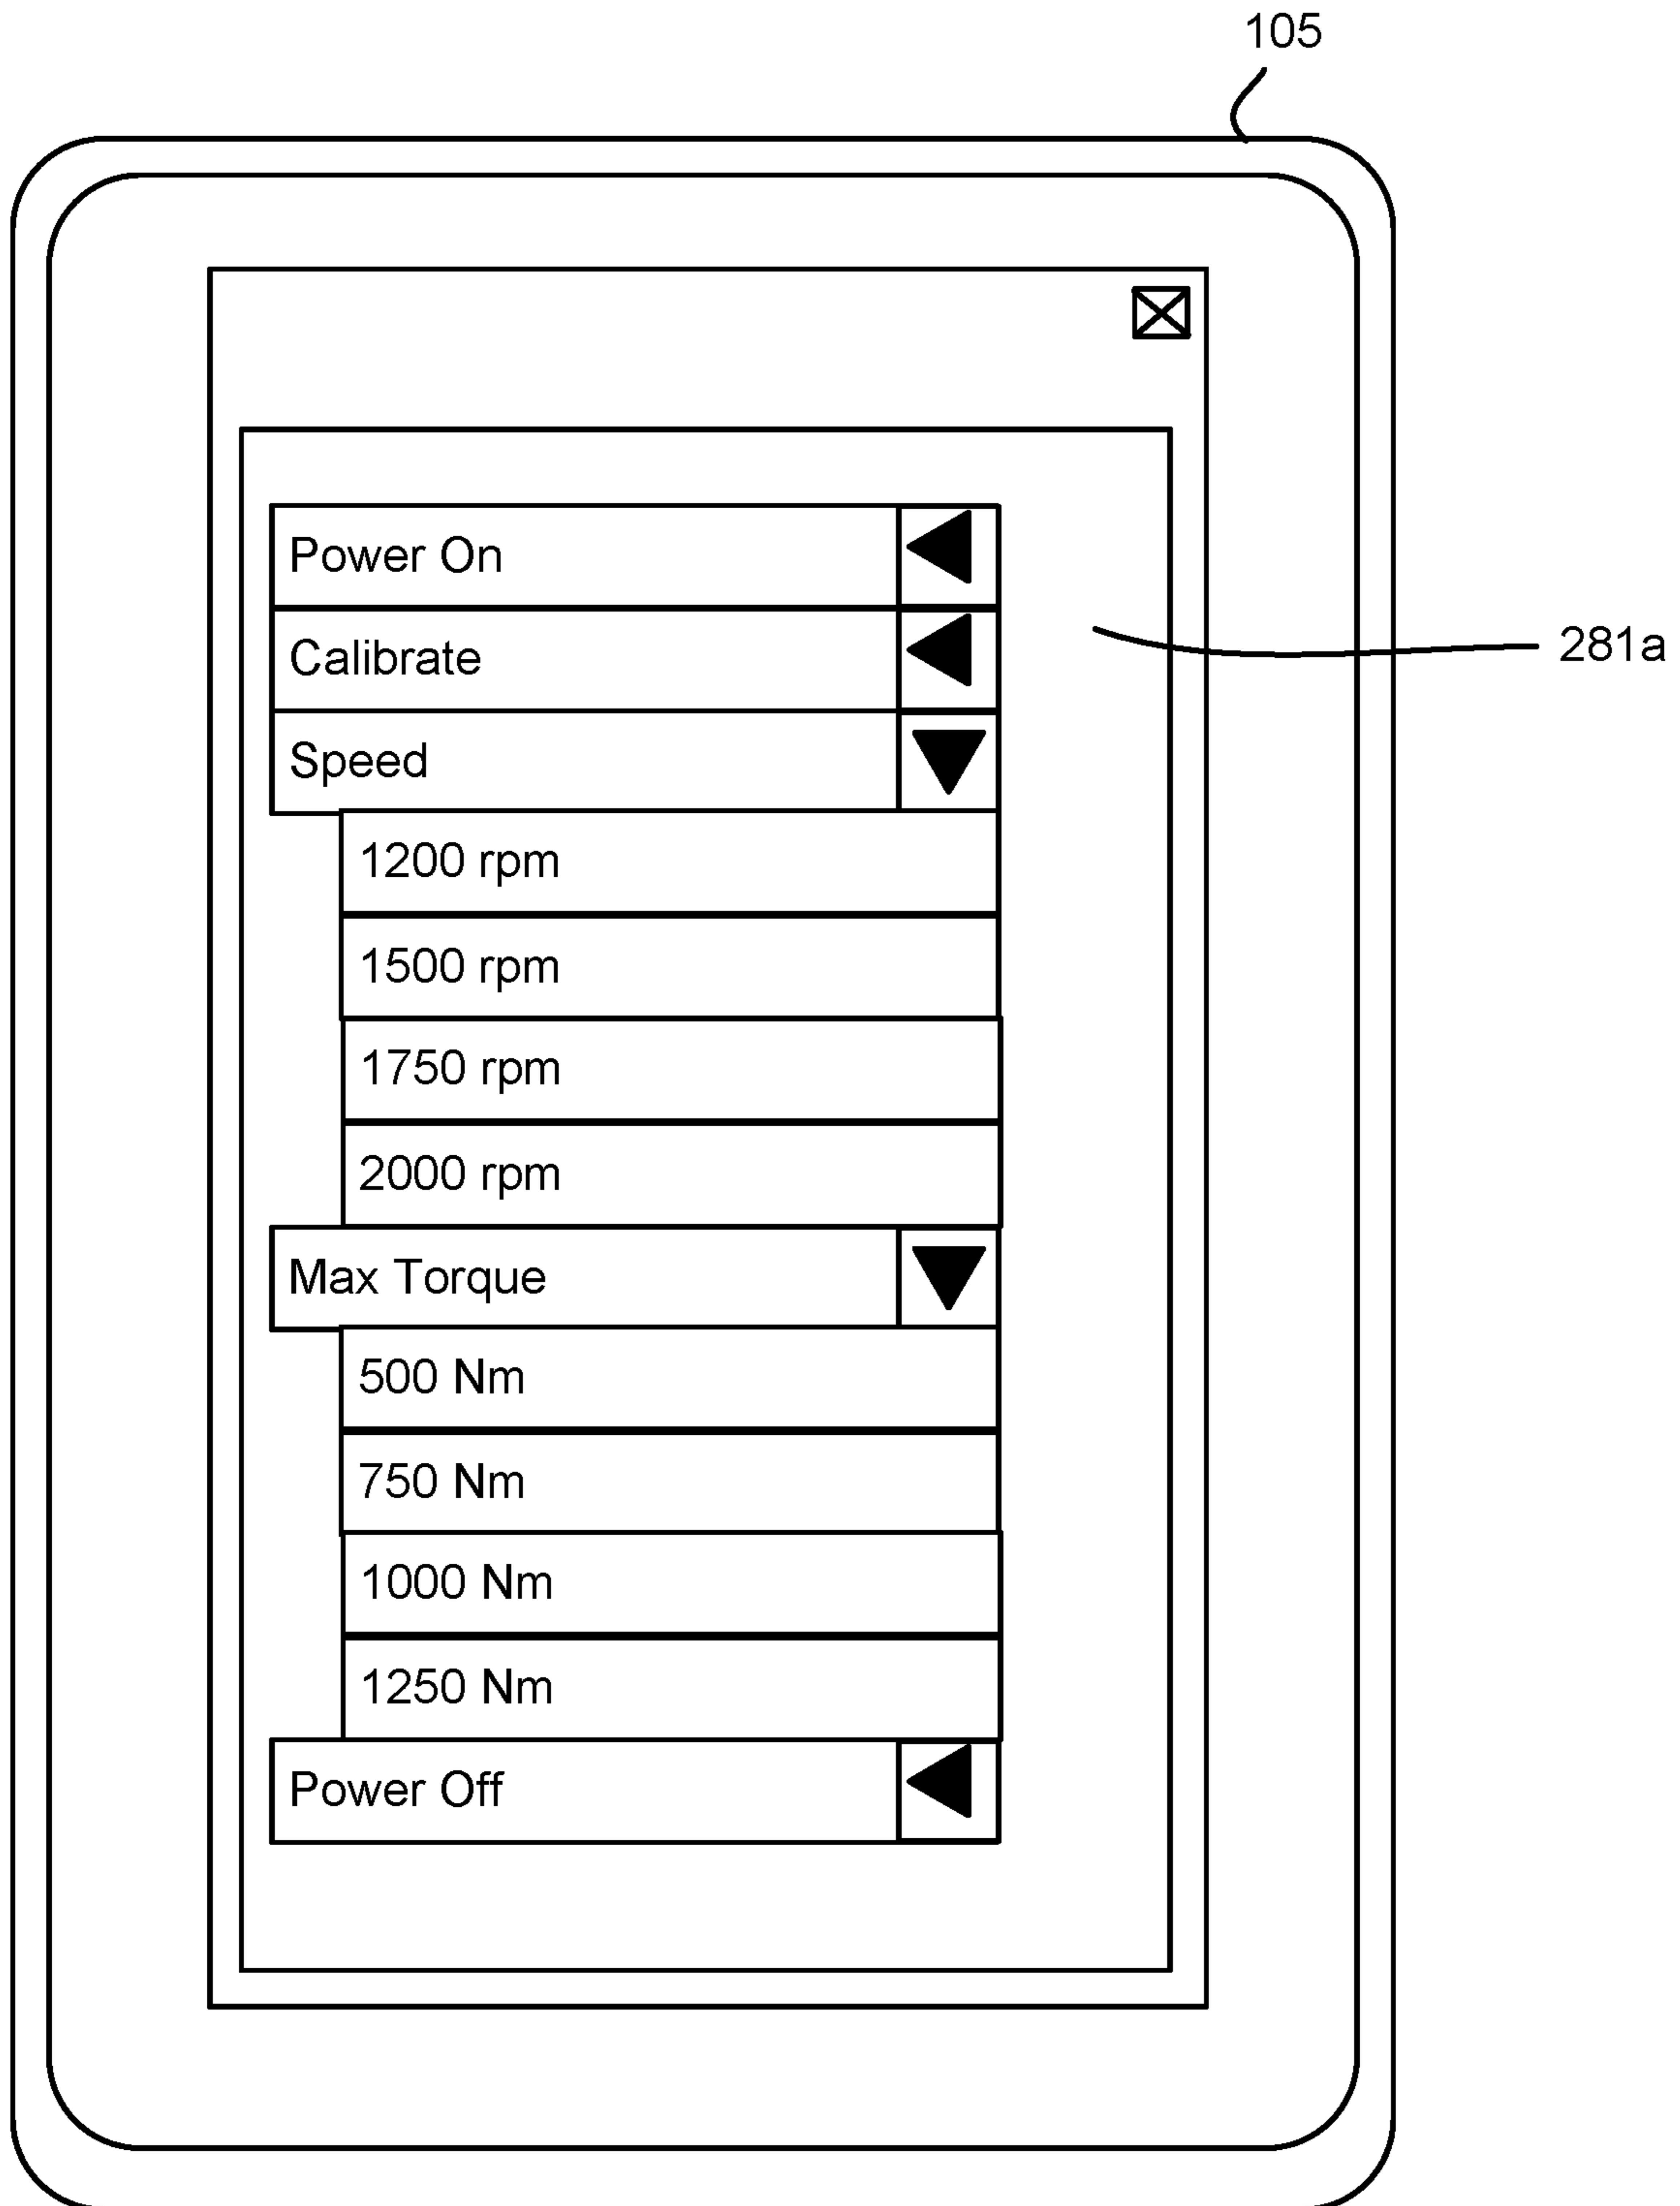 105
Power On
Calibrate
281a
Speed
1200 rpm
1500 rpm
1750 rpm
2000 rpm
Max Torque
500 Nm
750 Nm
1000 Nm
1250 Nm
Power Off